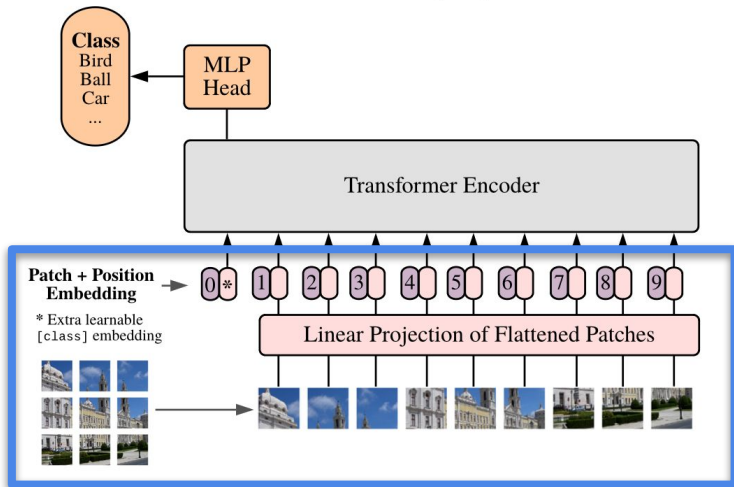 Class
Bird
Ball
Car
...
MLP
Head
Transformer Encoder
Patch + Position
Embedding
0 * 1 2 3 4 5 6 7 8 9
* Extra learnable
[class] embedding
Linear Projection of Flattened Patches